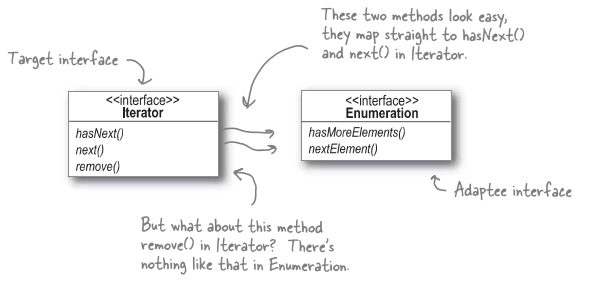 These two methods look easy,
they map straight to hasNext()
and next() in Iterator.
Target interface
<<interface>>
Iterator
hasNext()
next()
remove()
<<interface>>
Enumeration
hasMoreElements()
nextElement()
Adaptee interface
But what about this method
remove() in Iterator? There's
nothing like that in Enumeration.